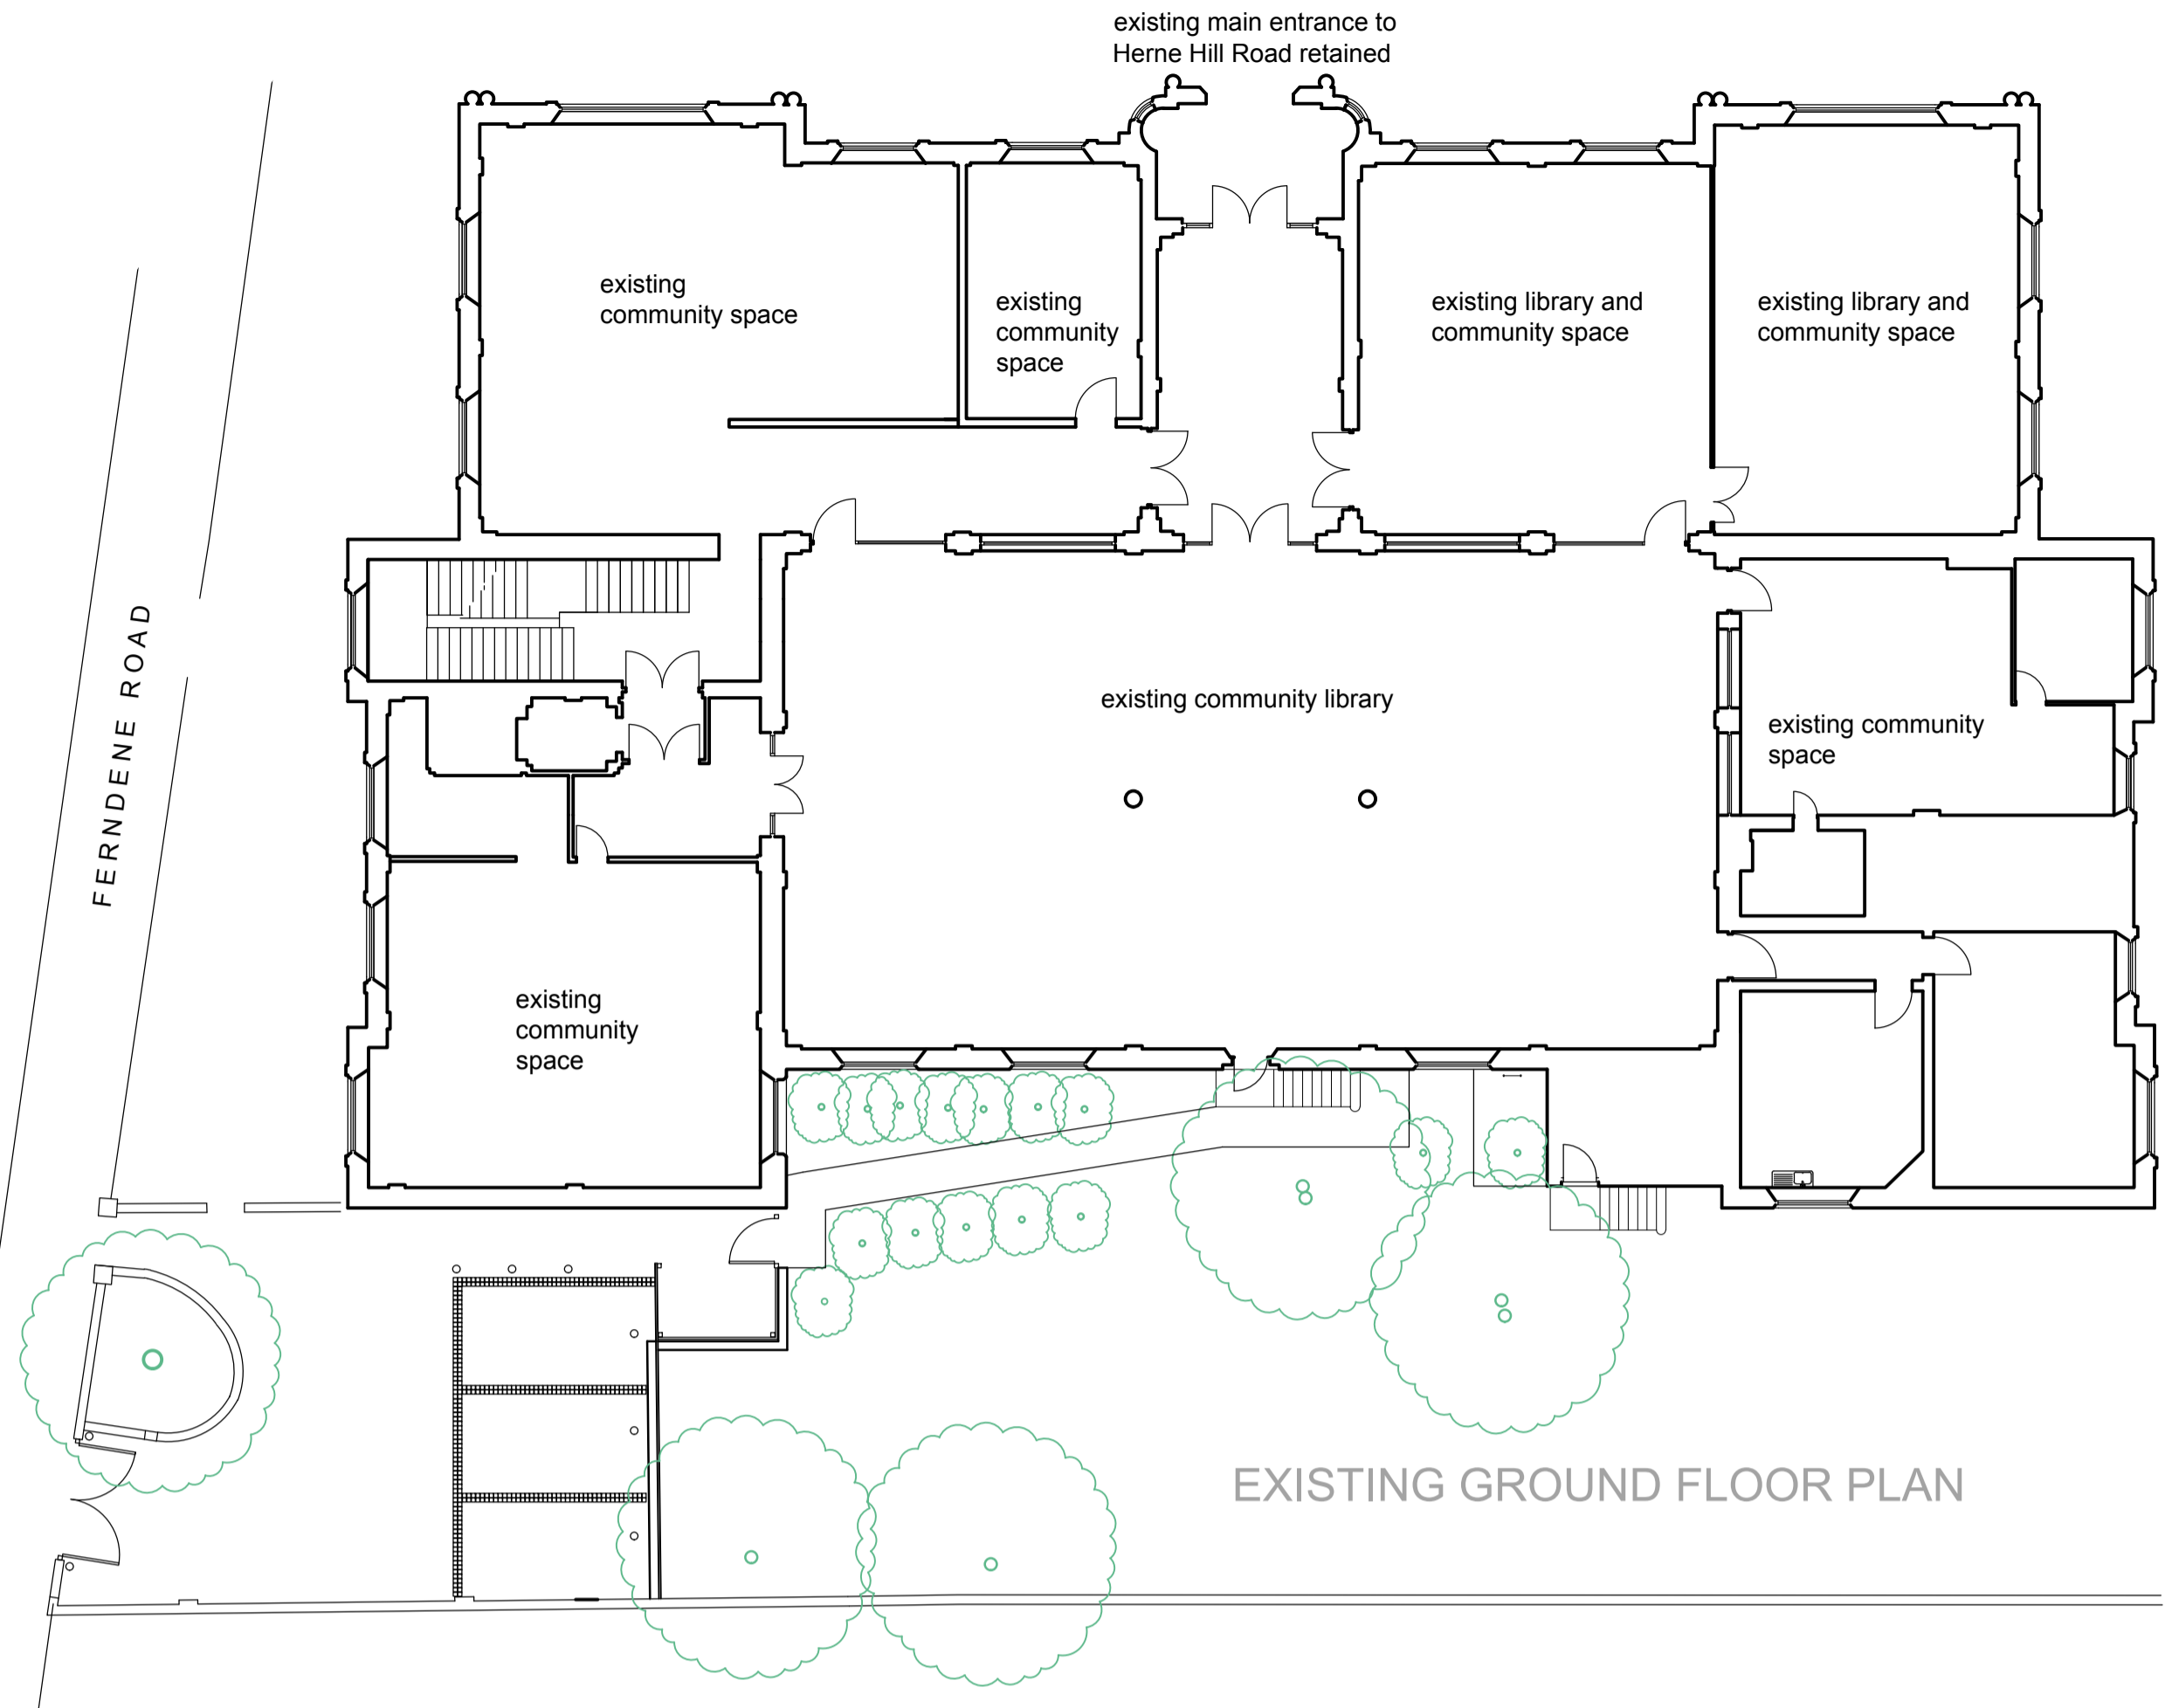 existing main entrance to
Herne Hill Road retained
existing
community space
existing
community
space
existing library and
community space
existing library and
community space
FERNDENE ROAD
existing community library
existing community
space
existing
community
space
EXISTING GROUND FLOOR PLAN